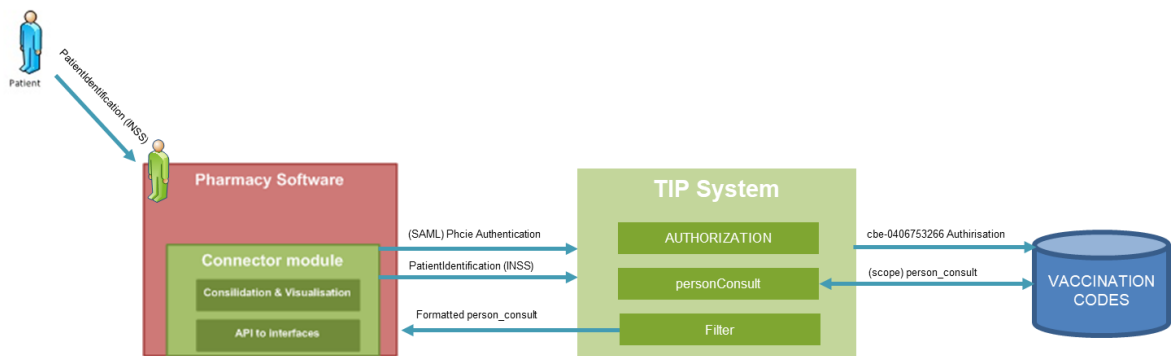 Patient
PatientIdentification (INSS)
Pharmacy Software
Connector module
Consilidation & Visualisation
API to interfaces
(SAML) Phcie Authentication
PatientIdentification (INSS)
Formatted person_consult
TIP System
AUTHORIZATION
personConsult
Filter
cbe-0406753266 Authirisation
(scope) person_consult
VACCINATION
CODES